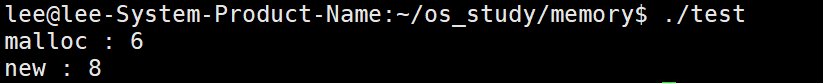 lee@lee-System-Product-Name:~/os_study/memory$ ./test
malloc : 6
new : 8